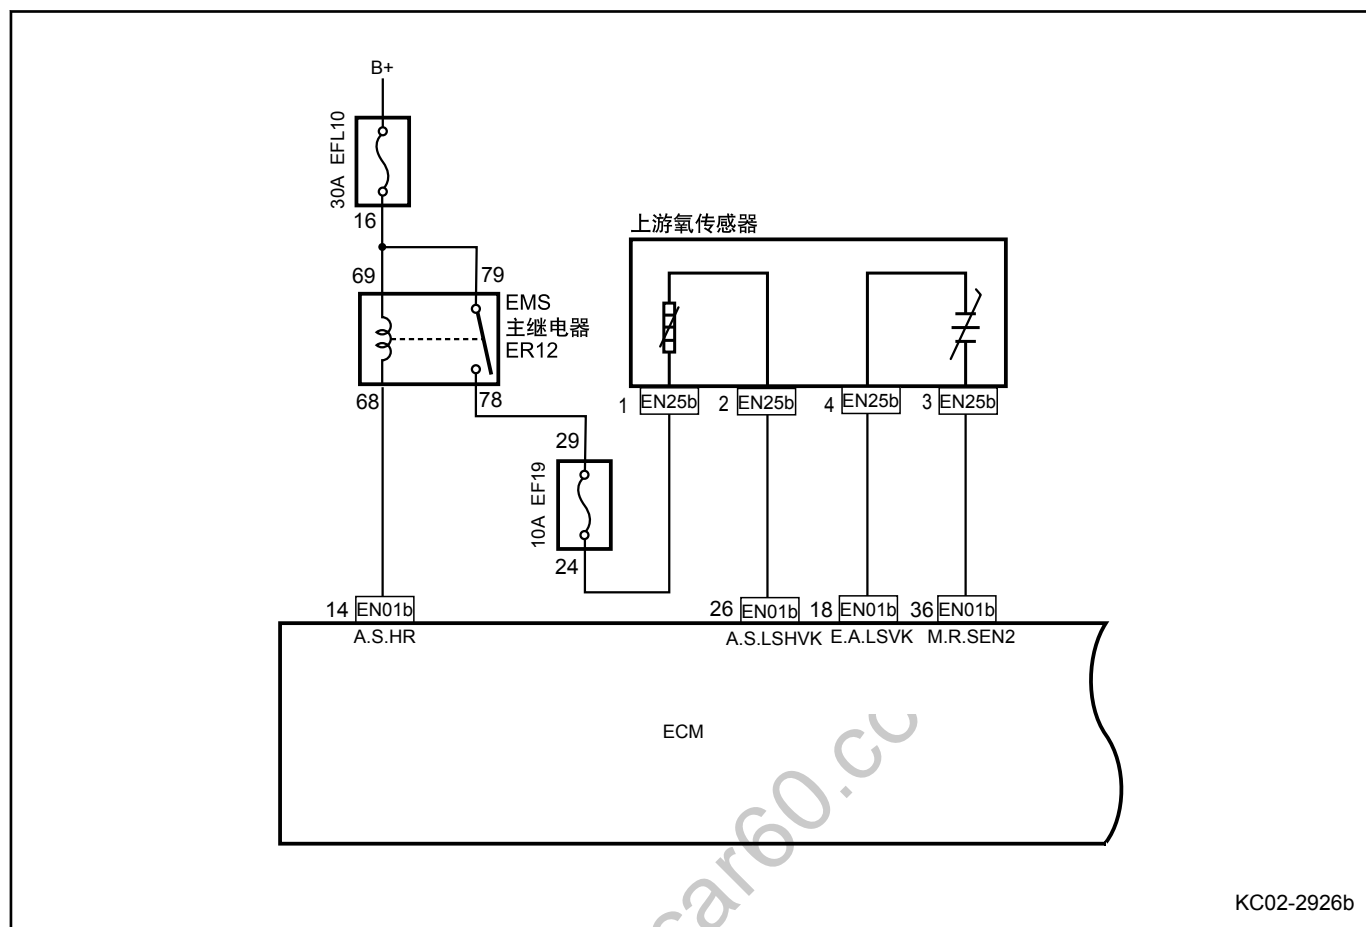 B+
30A EFL10
16
上游氧传感器
69
79
EMS
主继电器
ER12
68
78
1 EN25b
2 EN25b
4 EN25b
3 EN25b
29
10A EF19
24
14 EN01b
26 EN01b
18 EN01b
36 EN01b
A.S.HR
A.S.LSHVK
E.A.LSVK
M.R.SEN2
ECM
car60.co
KC02-2926b